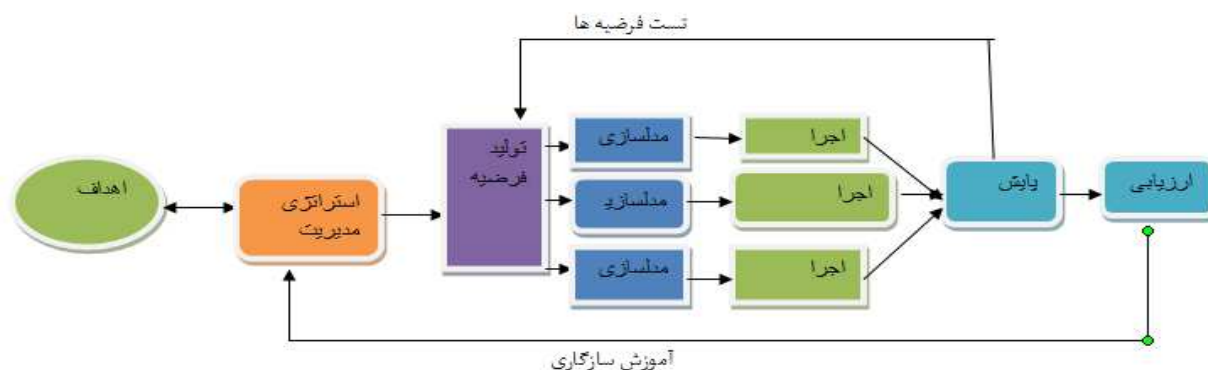 تست فرضیه ها
اهداف
استراتژی
مدیریت
تولید
فرضیه
مدلسازی
مدلسازی
مدلسازی
اجرا
اجرا
اجرا
پایش
ارزیابی
آموزش سازگاری